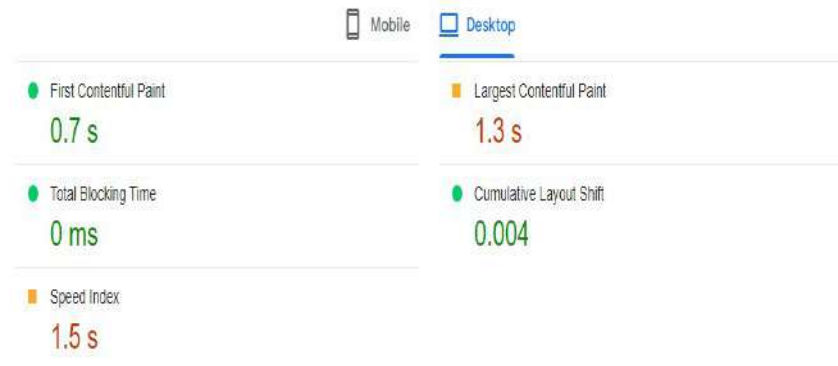 Mobile
Desktop
First Contentful Paint
0.7 s
Largest Contentful Paint
1.3 s
Total Blocking Time
0 ms
Cumulative Layout Shift
0.004
Speed Index
1.5 s